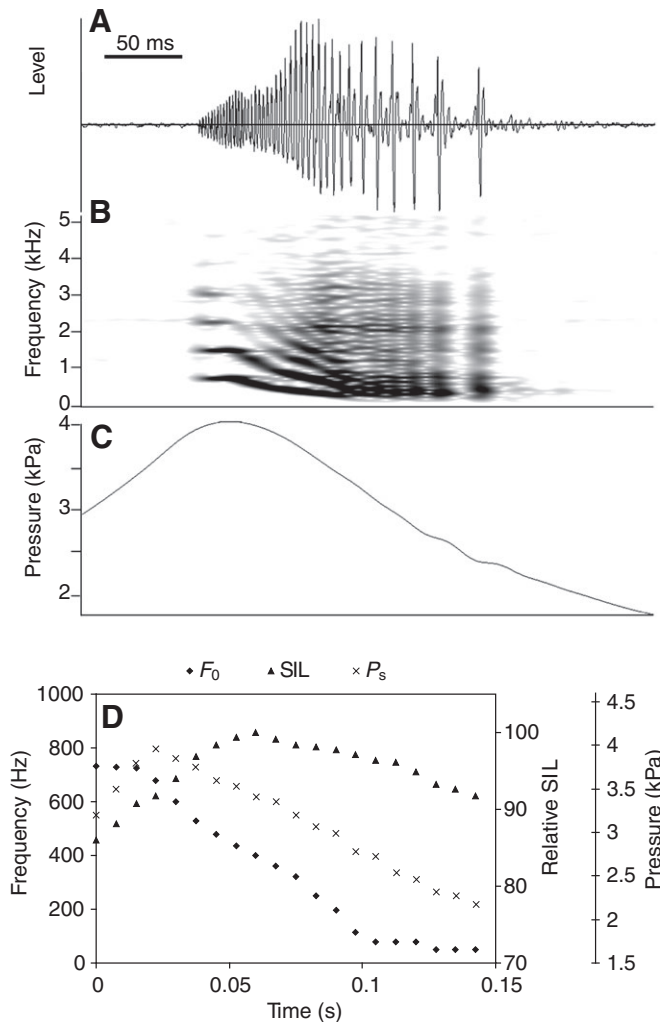 A
50 ms
Level
B
5
4
3
2
1
0
Frequency (kHz)
C
4
3
2
Pressure (kPa)
F0 SIL Ps
D
1000
800
600
400
200
0
Frequency (Hz)
100
90
80
70
Relative SIL
4.5
4
3.5
3
2.5
2
1.5
Pressure (kPa)
0 0.05 0.1 0.15
Time (s)